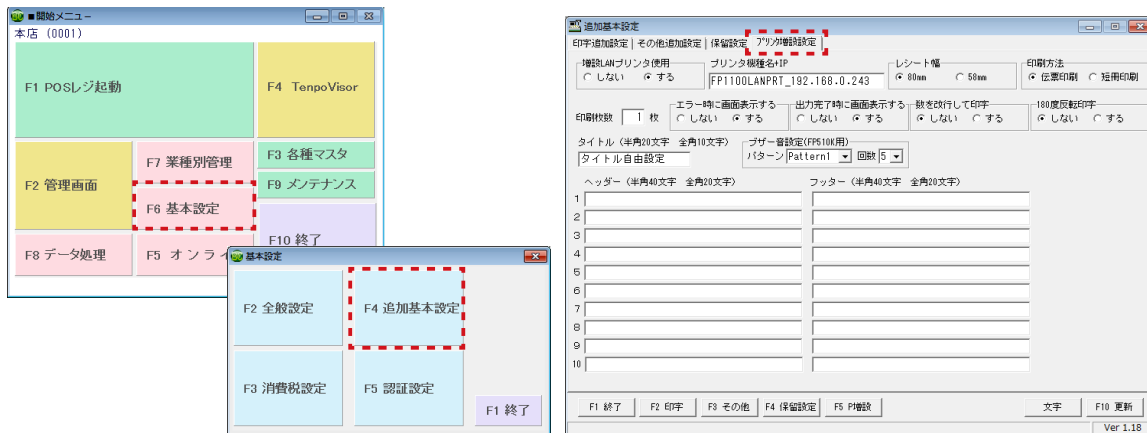 ■開始メニュー
本店 (0001)
F1 POSレジ起動
F4 TenpoVisor
F2 管理画面
F7 業種別管理
F3 各種マスタ
F6 基本設定
F9 メンテナンス
F8 データ処理
F5 オンライ
F10 終了
基本設定
F2 全般設定
F4 追加基本設定
F3 消費税設定
F5 認証設定
F1 終了
追加基本設定
印字追加設定 その他追加設定 保留設定 プリンタ増設設定
増設LANプリンタ使用 プリンタ機種名+IP レシート幅 印刷方法
しない する FP1100LANPRT_192.168.0.243 80mm 58mm 伝票印刷 短冊印刷
エラー時に画面表示する 出力完了時に画面表示する 数を改行して印字 180度反転印字
印刷枚数 1 枚 しない する しない する しない する しない する
タイトル (半角20文字 全角10文字) ブザー音設定(FP510K用)
タイトル自由設定 パターン Pattern1 回数 5
ヘッダー (半角40文字 全角20文字) フッター (半角40文字 全角20文字)
1
2
3
4
5
6
7
8
9
10
F1 終了 F2 印字 F3 その他 F4 保留設定 F5 P増設 文字 F10 更新
Ver 1.18